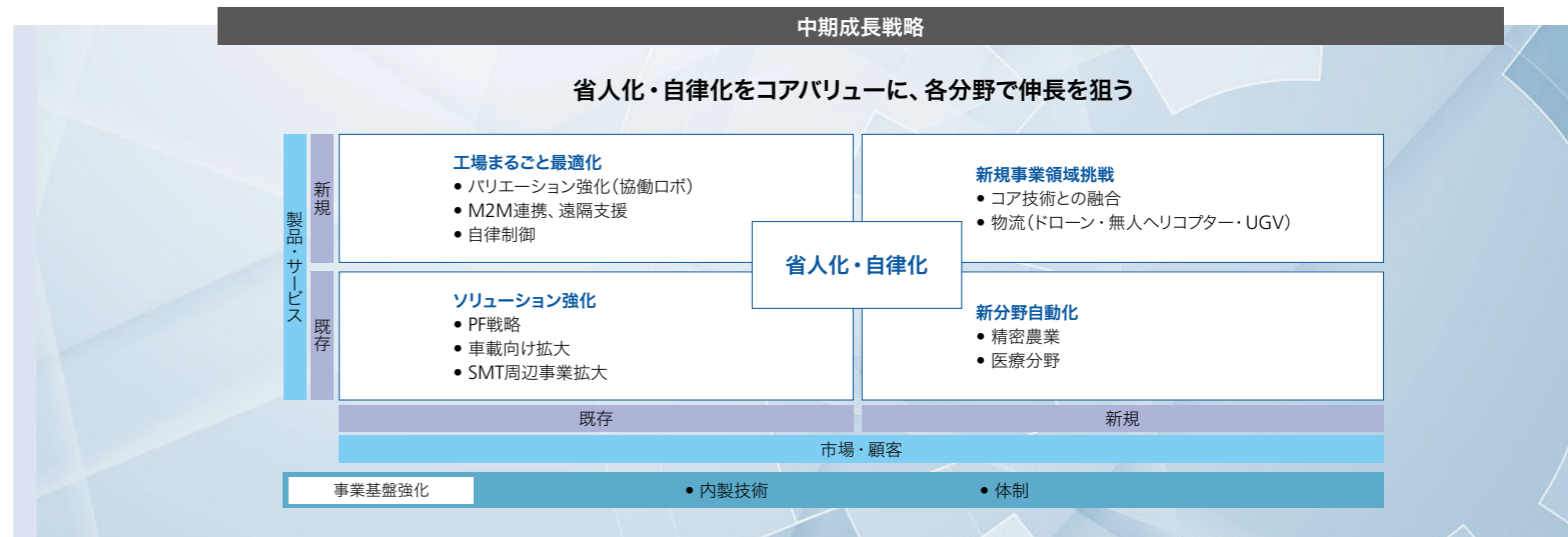 中期成長戦略
省人化・自律化をコアバリューに、各分野で伸長を狙う
製品・サービス
新規
工場まるごと最適化
• バリエーション強化（協働ロボ）
• M2M連携、遠隔支援
• 自律制御
新規事業領域挑戦
• コア技術との融合
• 物流（ドローン・無人ヘリコプター・UGV）
省人化・自律化
既存
ソリューション強化
• PF戦略
• 車載向け拡大
• SMT周辺事業拡大
新分野自動化
• 精密農業
• 医療分野
既存
新規
市場・顧客
事業基盤強化
• 内製技術
• 体制